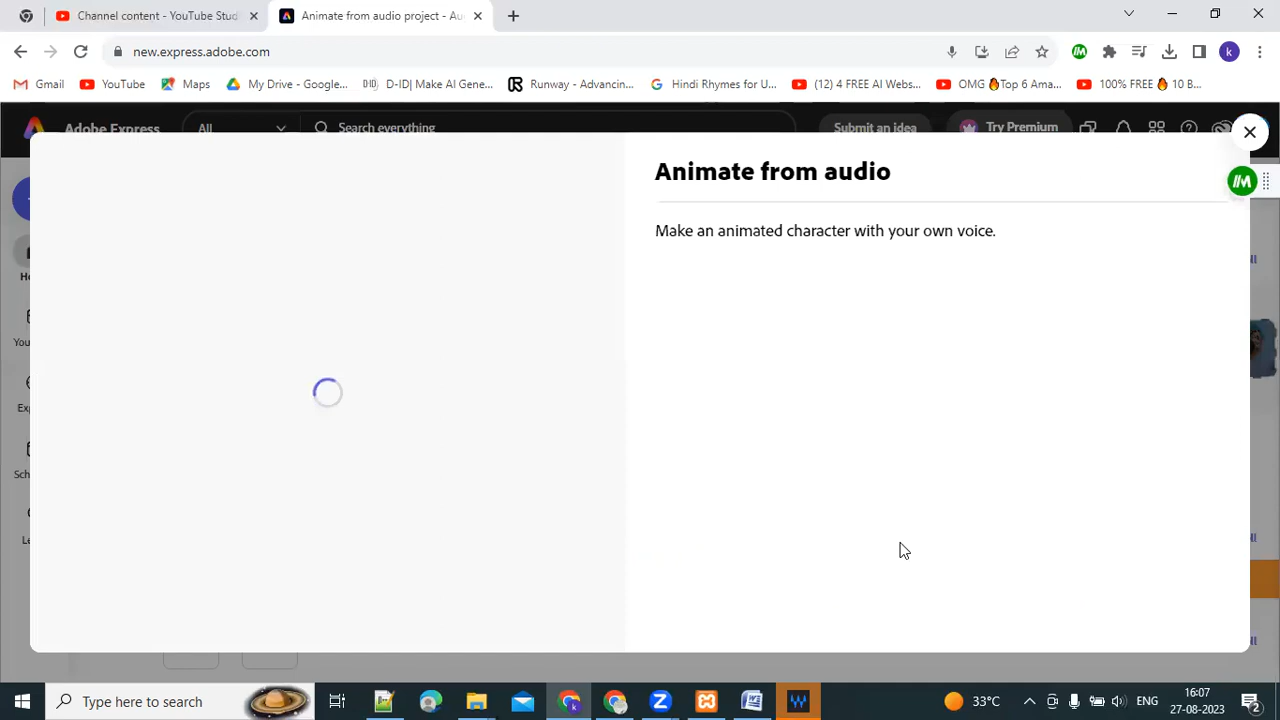 Channel content - YouTube Stud
Animate from audio project - Ad
new.express.adobe.com
Gmail
YouTube
Maps
My Drive - Google...
D-ID| Make AI Gene...
Runway - Advancin...
Hindi Rhymes for U...
(12) 4 FREE AI Webs...
OMG 🔥Top 6 Ama...
100% FREE 🔥 10 B...
Adobe Express
All
Search everything
Submit an idea
Try Premium
Animate from audio
Make an animated character with your own voice.
Type here to search
33°C
ENG
16:07
27-08-2023
2